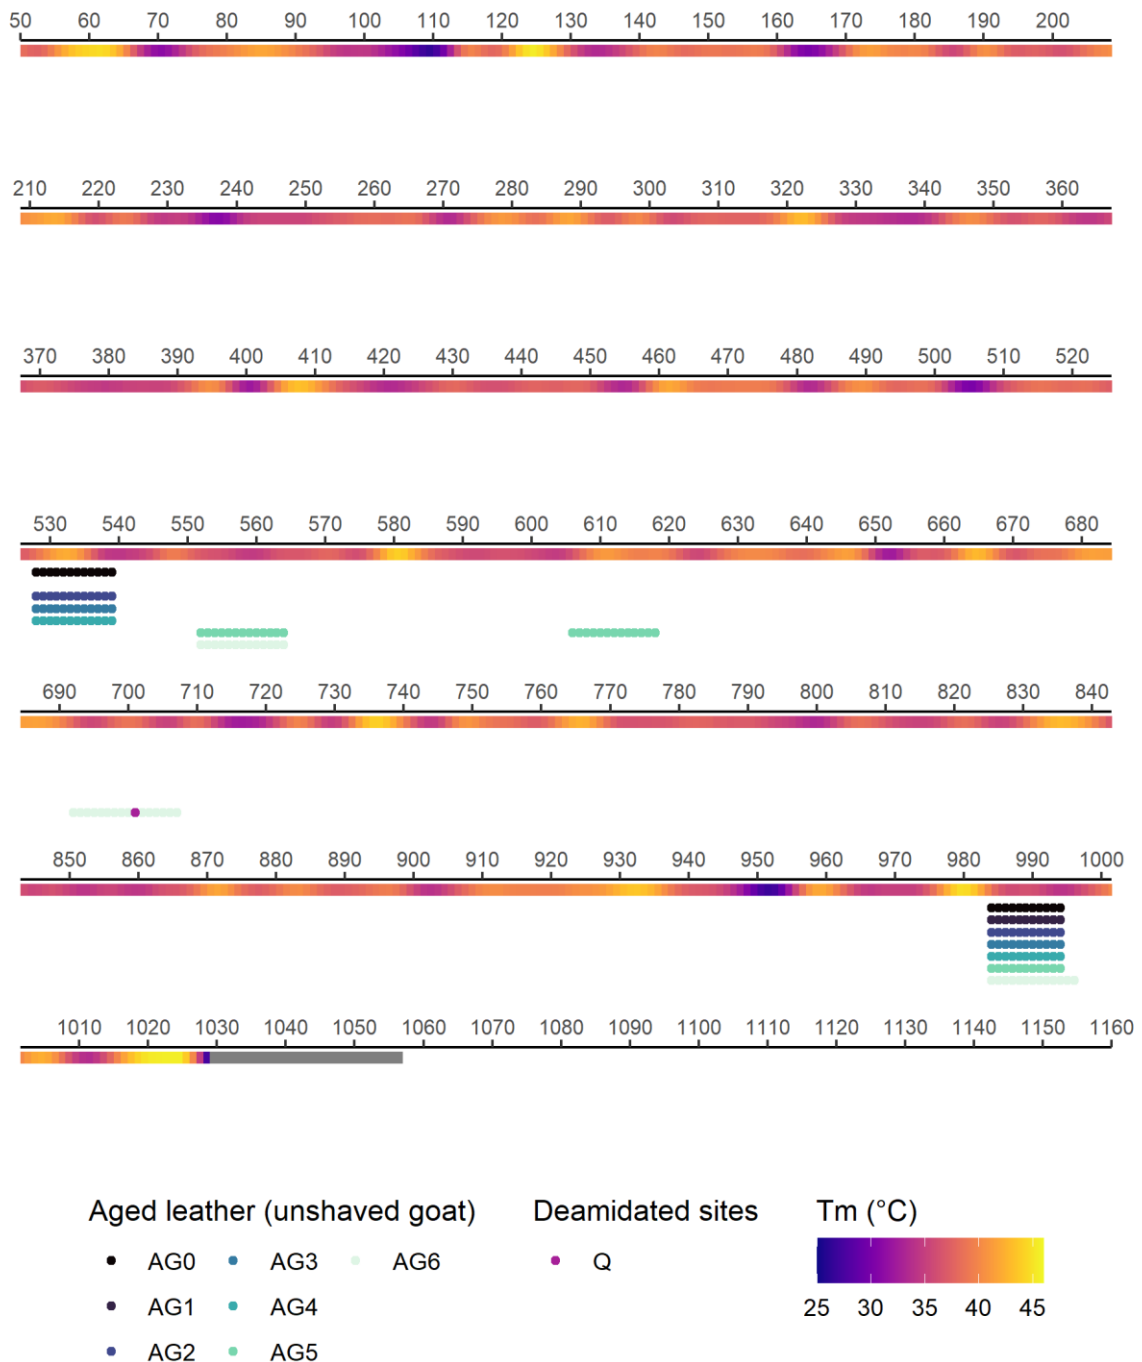 50 60 70 80 90 100 110 120 130 140 150 160 170 180 190 200
210 220 230 240 250 260 270 280 290 300 310 320 330 340 350 360
370 380 390 400 410 420 430 440 450 460 470 480 490 500 510 520
530 540 550 560 570 580 590 600 610 620 630 640 650 660 670 680
690 700 710 720 730 740 750 760 770 780 790 800 810 820 830 840
850 860 870 880 890 900 910 920 930 940 950 960 970 980 990 1000
1010 1020 1030 1040 1050 1060 1070 1080 1090 1100 1110 1120 1130 1140 1150 1160
Aged leather (unshaved goat) Deamidated sites Tm (°C)
AG0 AG3 AG6 Q
AG1 AG4 25 30 35 40 45
AG2 AG5